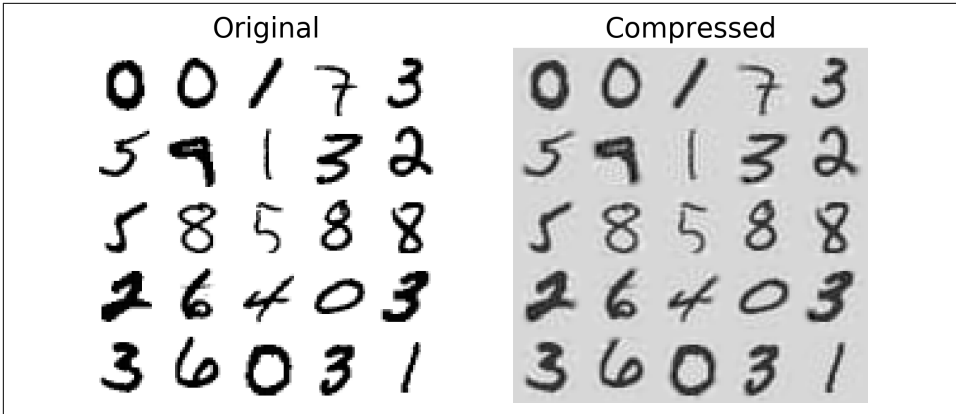 Original Compressed
0 0 1 7 3 0 0 1 7 3
5 9 1 3 2 5 9 1 3 2
5 8 5 8 8 5 8 5 8 8
2 6 4 0 3 2 6 4 0 3
3 6 0 3 1 3 6 0 3 1